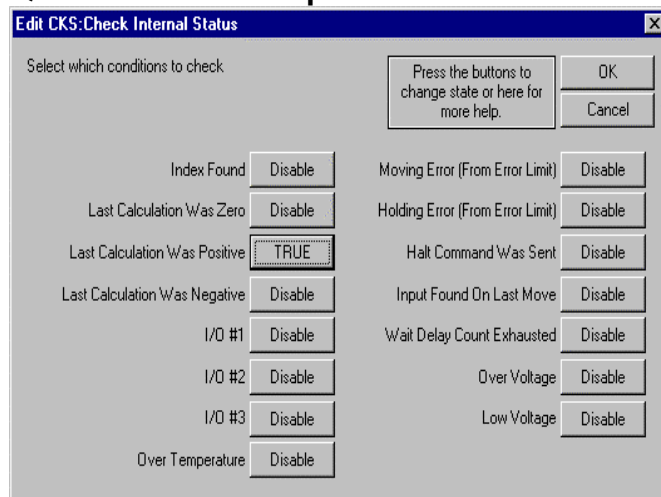 Edit CKS:Check Internal Status
Select which conditions to check
Press the buttons to
change state or here for
more help.
OK
Cancel
Index Found Disable
Last Calculation Was Zero Disable
Last Calculation Was Positive TRUE
Last Calculation Was Negative Disable
I/O #1 Disable
I/O #2 Disable
I/O #3 Disable
Over Temperature Disable
Moving Error (From Error Limit) Disable
Holding Error (From Error Limit) Disable
Halt Command Was Sent Disable
Input Found On Last Move Disable
Wait Delay Count Exhausted Disable
Over Voltage Disable
Low Voltage Disable